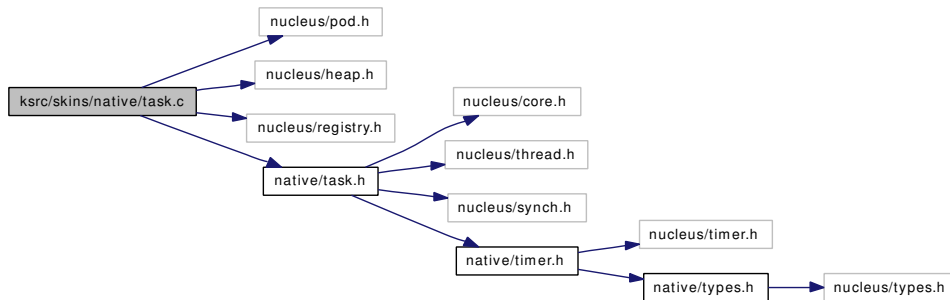 nucleus/pod.h
nucleus/heap.h
ksrc/skins/native/task.c
nucleus/core.h
nucleus/registry.h
nucleus/thread.h
native/task.h
nucleus/synch.h
nucleus/timer.h
native/timer.h
native/types.h
nucleus/types.h